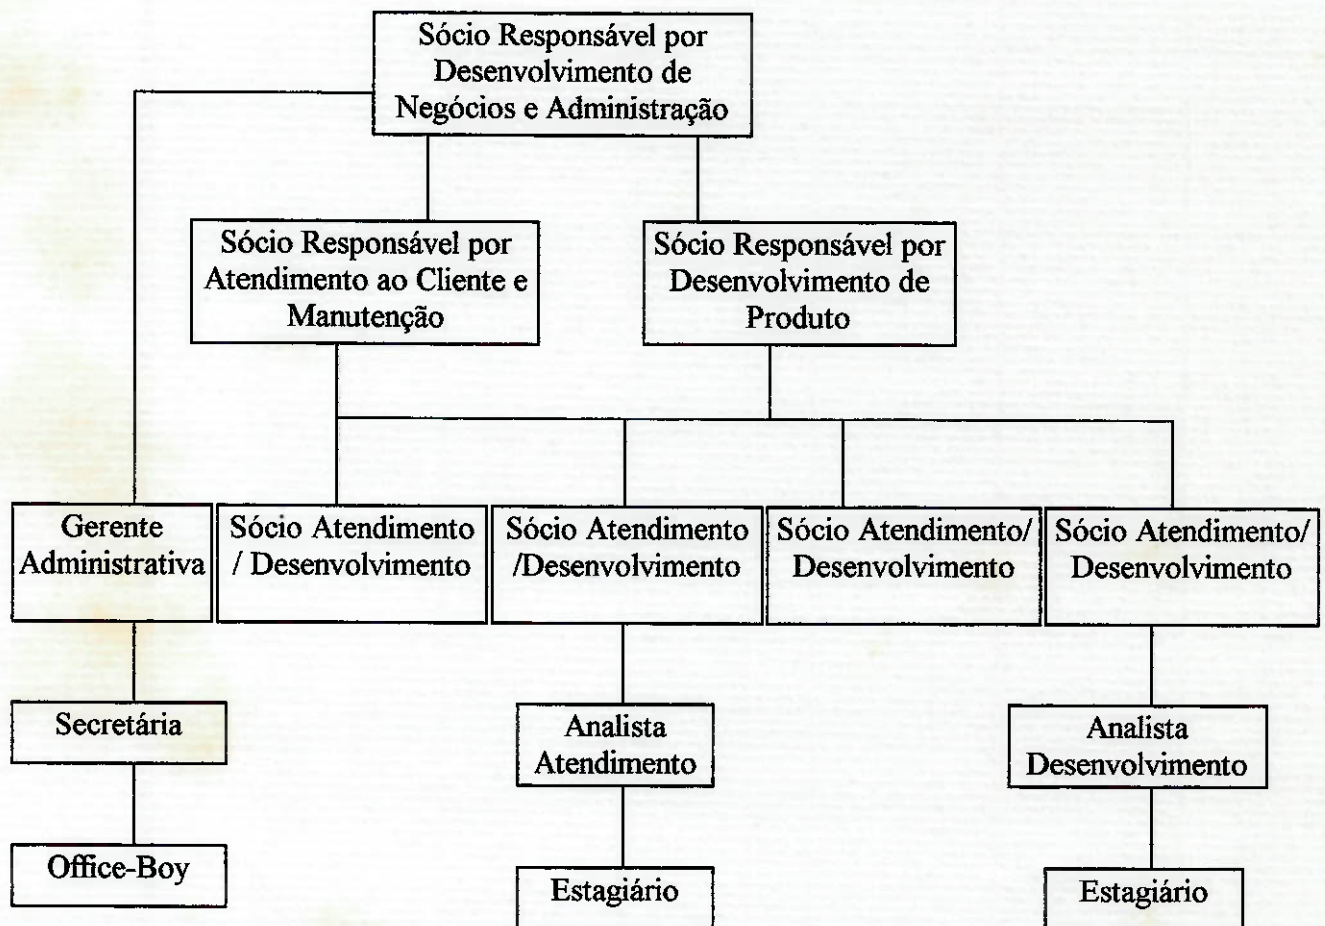 Sócio Responsável por
Desenvolvimento de
Negócios e Administração
Sócio Responsável por
Atendimento ao Cliente e
Manutenção
Sócio Responsável por
Desenvolvimento de
Produto
Gerente
Administrativa
Sócio Atendimento
/ Desenvolvimento
Sócio Atendimento
/Desenvolvimento
Sócio Atendimento/
Desenvolvimento
Sócio Atendimento/
Desenvolvimento
Secretária
Analista
Atendimento
Analista
Desenvolvimento
Office-Boy
Estagiário
Estagiário